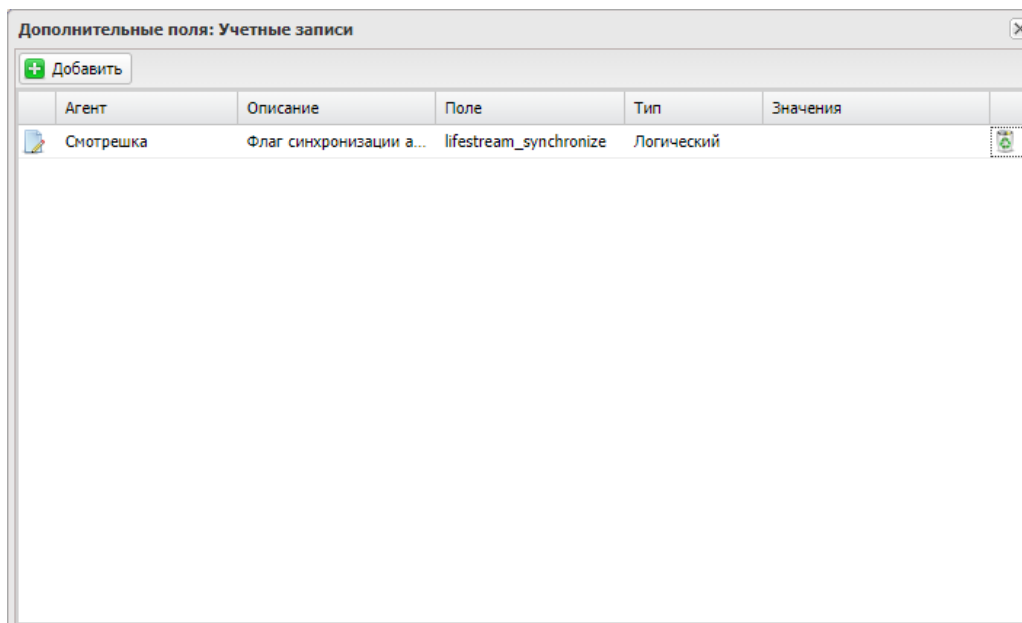 Дополнительные поля: Учетные записи
Добавить
Агент Описание Поле Тип Значения
Смотрешка Флаг синхронизации а... lifestream_synchronize Логический